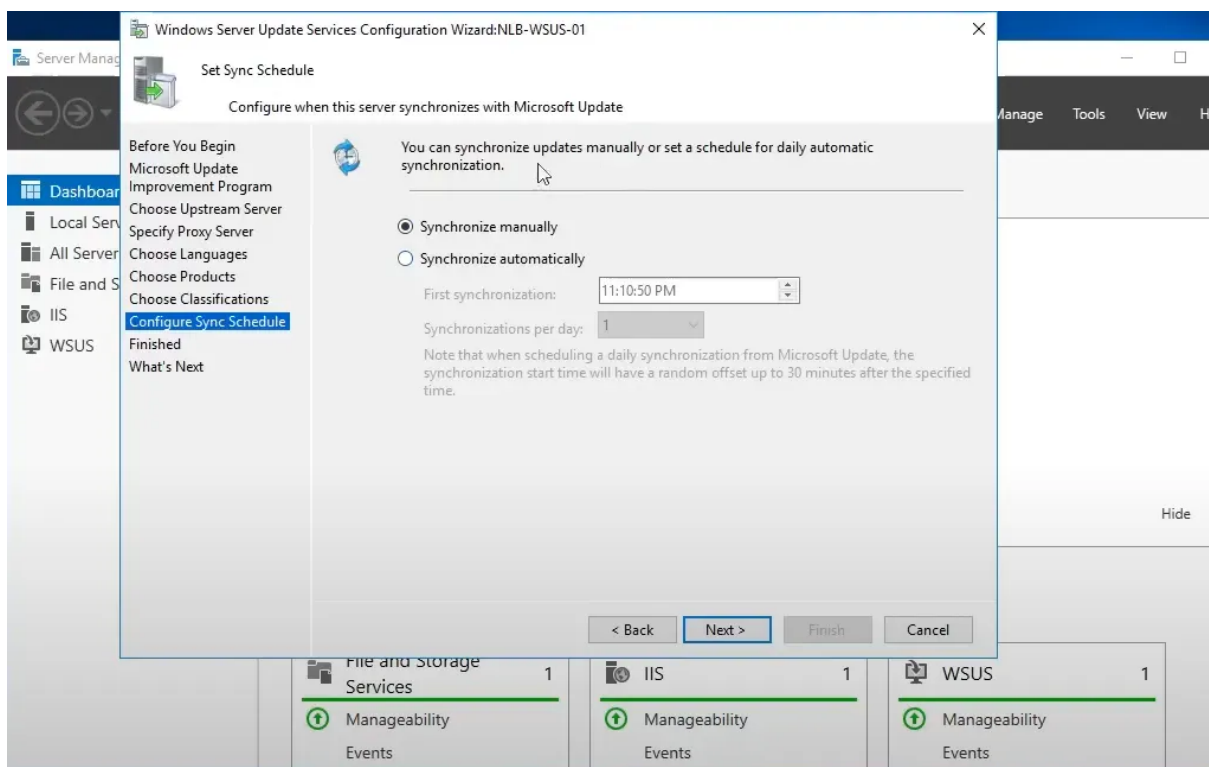 Windows Server Update Services Configuration Wizard:NLB-WSUS-01
Set Sync Schedule
Configure when this server synchronizes with Microsoft Update
Before You Begin
Microsoft Update
Improvement Program
Choose Upstream Server
Specify Proxy Server
Choose Languages
Choose Products
Choose Classifications
Configure Sync Schedule
Finished
What's Next
You can synchronize updates manually or set a schedule for daily automatic
synchronization.
Synchronize manually
Synchronize automatically
First synchronization: 11:10:50 PM
Synchronizations per day: 1
Note that when scheduling a daily synchronization from Microsoft Update, the
synchronization start time will have a random offset up to 30 minutes after the specified
time.
< Back Next > Finish Cancel
Server Manag
Manage Tools View H
Dashboar
Local Serv
All Server
File and S
IIS
WSUS
Hide
File and Storage
Services 1
Manageability
Events
IIS 1
Manageability
Events
WSUS 1
Manageability
Events